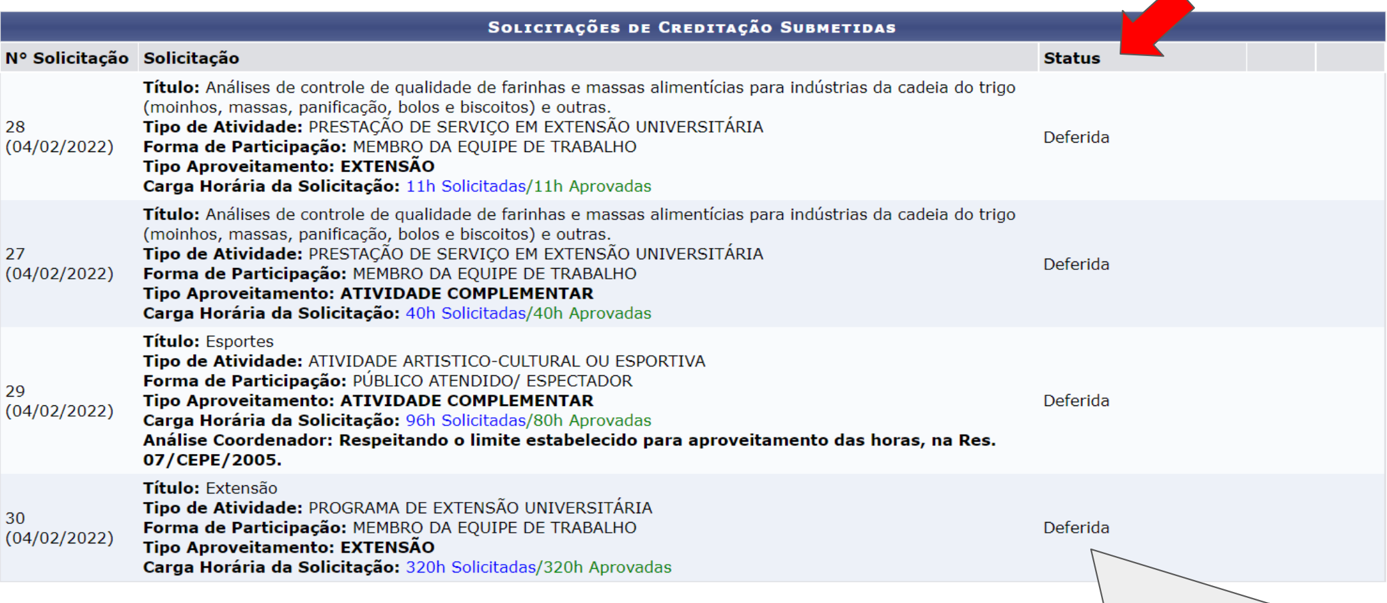 Solicitações de Creditação Submetidas
Nº Solicitação Solicitação Status
28
(04/02/2022)
Título: Análises de controle de qualidade de farinhas e massas alimentícias para indústrias da cadeia do trigo
(moinhos, massas, panificação, bolos e biscoitos) e outras.
Tipo de Atividade: PRESTAÇÃO DE SERVIÇO EM EXTENSÃO UNIVERSITÁRIA
Forma de Participação: MEMBRO DA EQUIPE DE TRABALHO
Tipo Aproveitamento: EXTENSÃO
Carga Horária da Solicitação: 11h Solicitadas/11h Aprovadas
Deferida
27
(04/02/2022)
Título: Análises de controle de qualidade de farinhas e massas alimentícias para indústrias da cadeia do trigo
(moinhos, massas, panificação, bolos e biscoitos) e outras.
Tipo de Atividade: PRESTAÇÃO DE SERVIÇO EM EXTENSÃO UNIVERSITÁRIA
Forma de Participação: MEMBRO DA EQUIPE DE TRABALHO
Tipo Aproveitamento: ATIVIDADE COMPLEMENTAR
Carga Horária da Solicitação: 40h Solicitadas/40h Aprovadas
Deferida
29
(04/02/2022)
Título: Esportes
Tipo de Atividade: ATIVIDADE ARTISTICO-CULTURAL OU ESPORTIVA
Forma de Participação: PÚBLICO ATENDIDO/ ESPECTADOR
Tipo Aproveitamento: ATIVIDADE COMPLEMENTAR
Carga Horária da Solicitação: 96h Solicitadas/80h Aprovadas
Análise Coordenador: Respeitando o limite estabelecido para aproveitamento das horas, na Res.
07/CEPE/2005.
Deferida
30
(04/02/2022)
Título: Extensão
Tipo de Atividade: PROGRAMA DE EXTENSÃO UNIVERSITÁRIA
Forma de Participação: MEMBRO DA EQUIPE DE TRABALHO
Tipo Aproveitamento: EXTENSÃO
Carga Horária da Solicitação: 320h Solicitadas/320h Aprovadas
Deferida